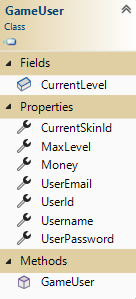 GameUser
Class
Fields
CurrentLevel
Properties
CurrentSkinId
MaxLevel
Money
UserEmail
UserId
Username
UserPassword
Methods
GameUser